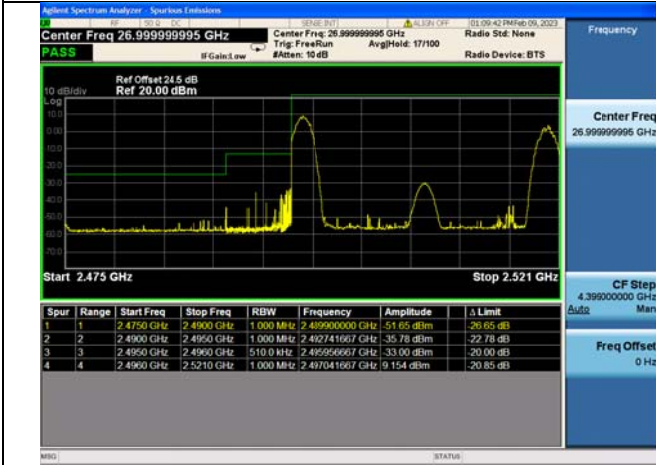 Agilent Spectrum Analyzer - Spurious Emissions
RF 50 Ω DC SENSE:INT ALIGN OFF 01:09:42 PM Feb 09, 2023
Center Freq 26.999999995 GHz Center Freq: 26.999999995 GHz Radio Std: None Frequency
PASS Trig: FreeRun Avg|Hold: 17/100
IFGain:Low #Atten: 10 dB Radio Device: BTS
Ref Offset 24.5 dB
10 dB/div Ref 20.00 dBm
Log
10.0
0.00
Center Freq
26.999999995 GHz
Start 2.475 GHz Stop 2.521 GHz
CF Step
4.399000000 GHz
Auto Man
Spur Range Start Freq Stop Freq RBW Frequency Amplitude Δ Limit
1 1 2.4750 GHz 2.4900 GHz 1.000 MHz 2.489900000 GHz -51.65 dBm -26.65 dB
2 2 2.4900 GHz 2.4950 GHz 1.000 MHz 2.492741667 GHz -35.78 dBm -22.78 dB
3 3 2.4950 GHz 2.4960 GHz 510.0 kHz 2.495956667 GHz -33.00 dBm -20.00 dB
4 4 2.4960 GHz 2.5210 GHz 1.000 MHz 2.497041667 GHz 9.154 dBm -20.85 dB
Freq Offset
0 Hz
MSG STATUS